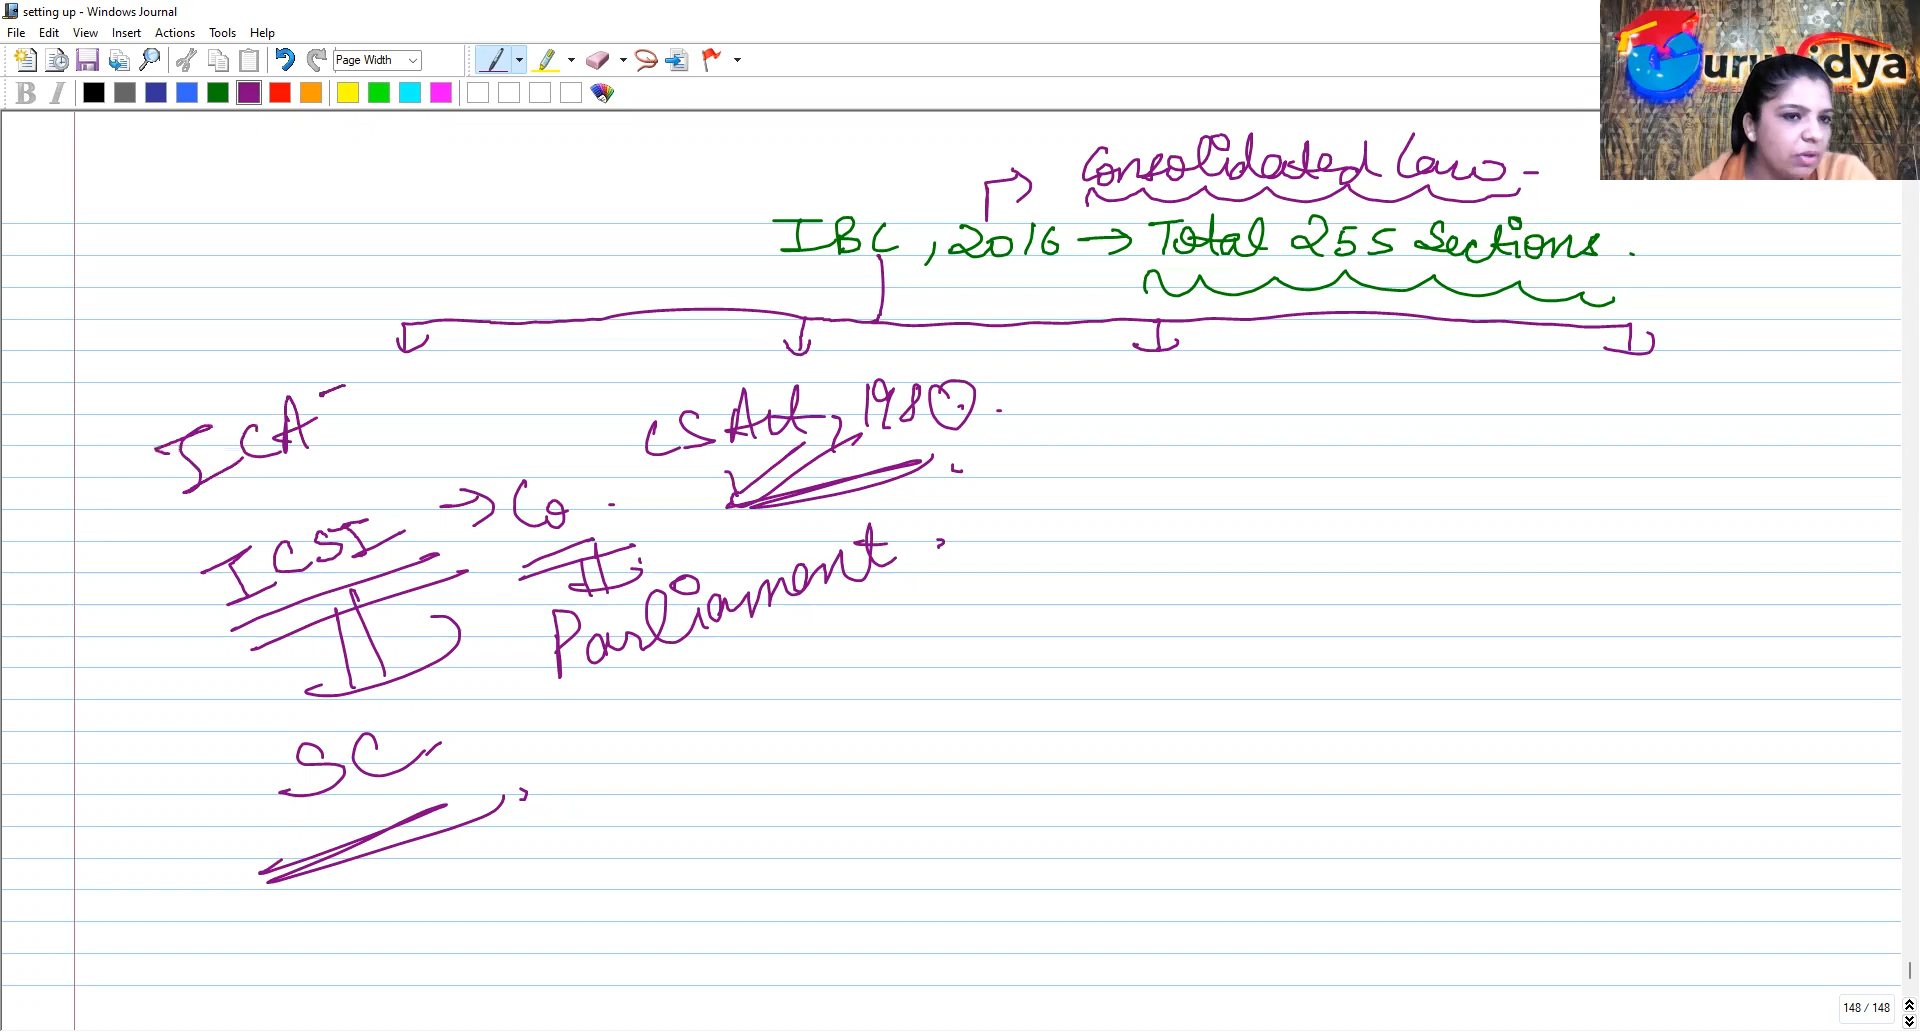 setting up - Windows Journal
File Edit View Insert Actions Tools Help
Page Width
B I
Guruvidya
Consolidated Law -
IBC, 2016 → Total 255 Sections.
ICA
CS Act, 1980.
ICSI → Co.
Parliament
SC
148 / 148